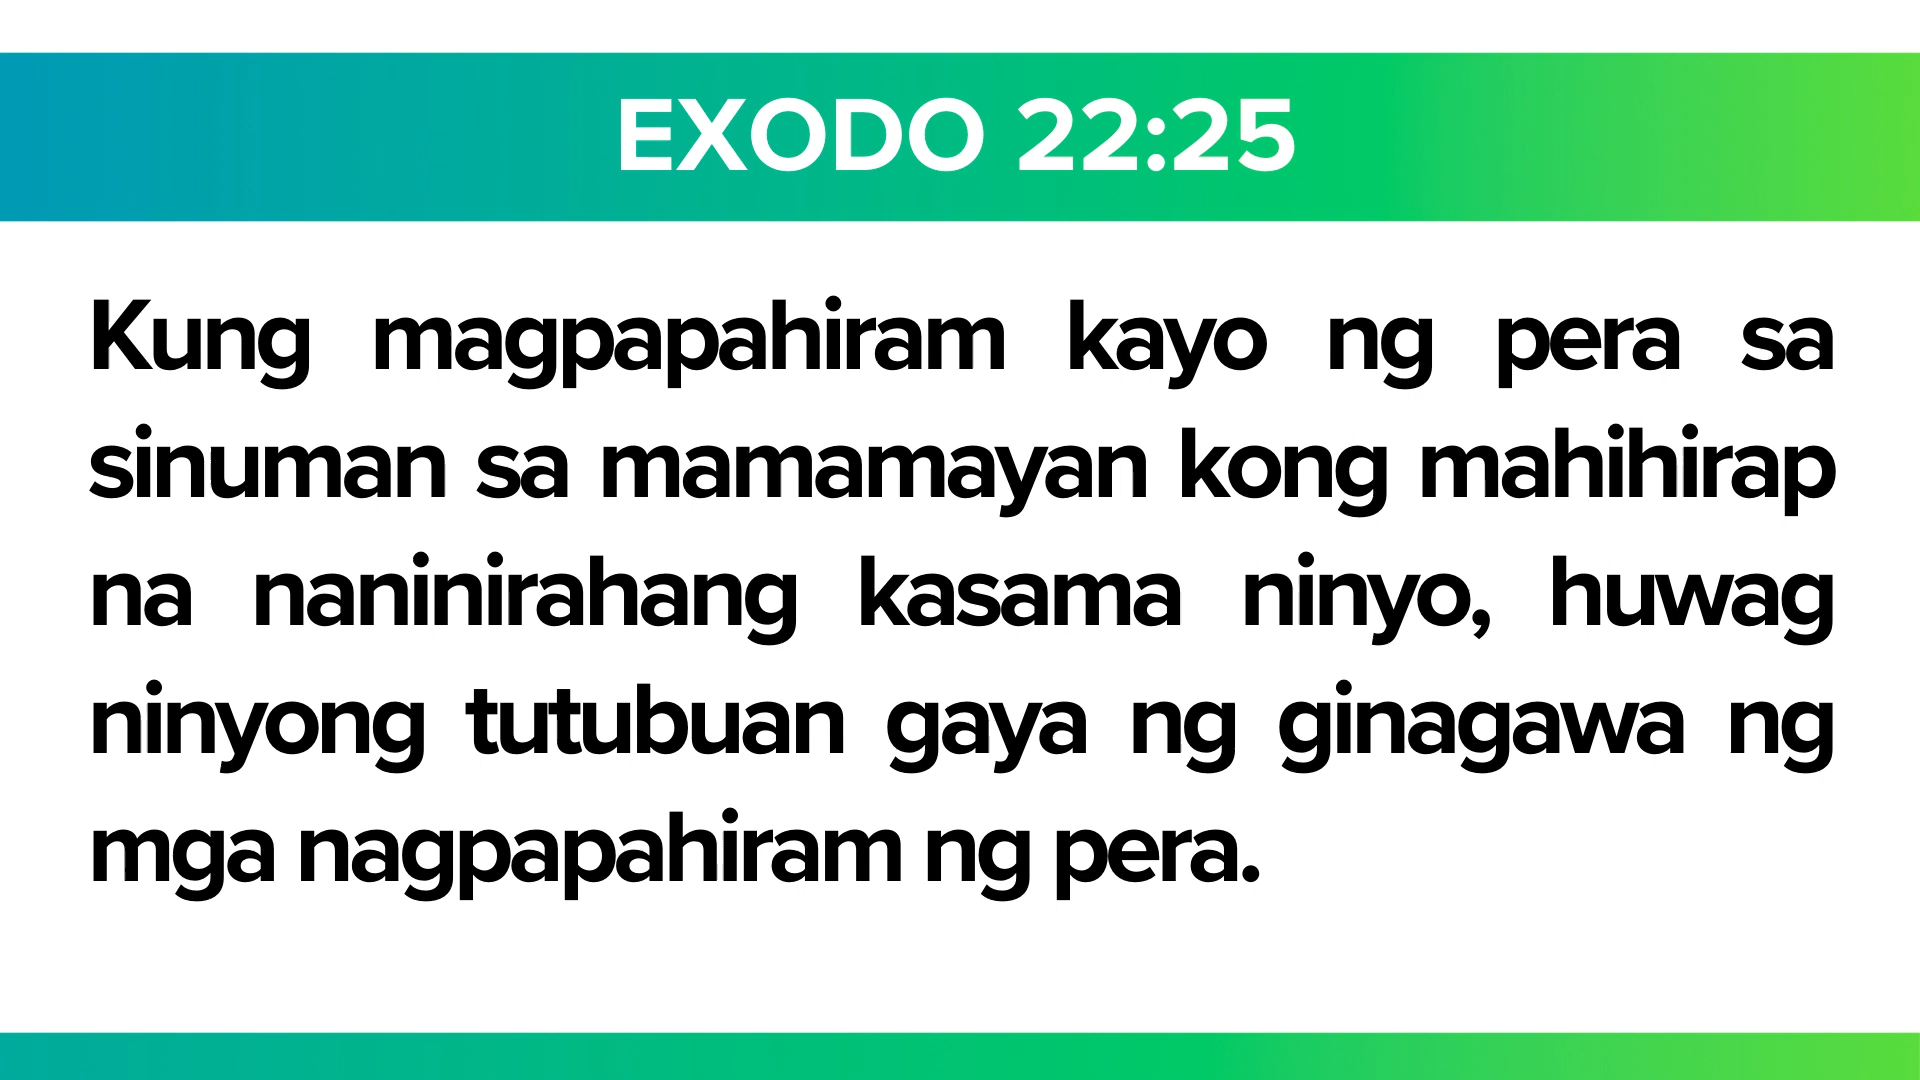 EXODO 22:25
Kung magpapahiram kayo ng pera sa
sinuman sa mamamayan kong mahihirap
na naninirahang kasama ninyo, huwag
ninyong tutubuan gaya ng ginagawa ng
mga nagpapahiram ng pera.